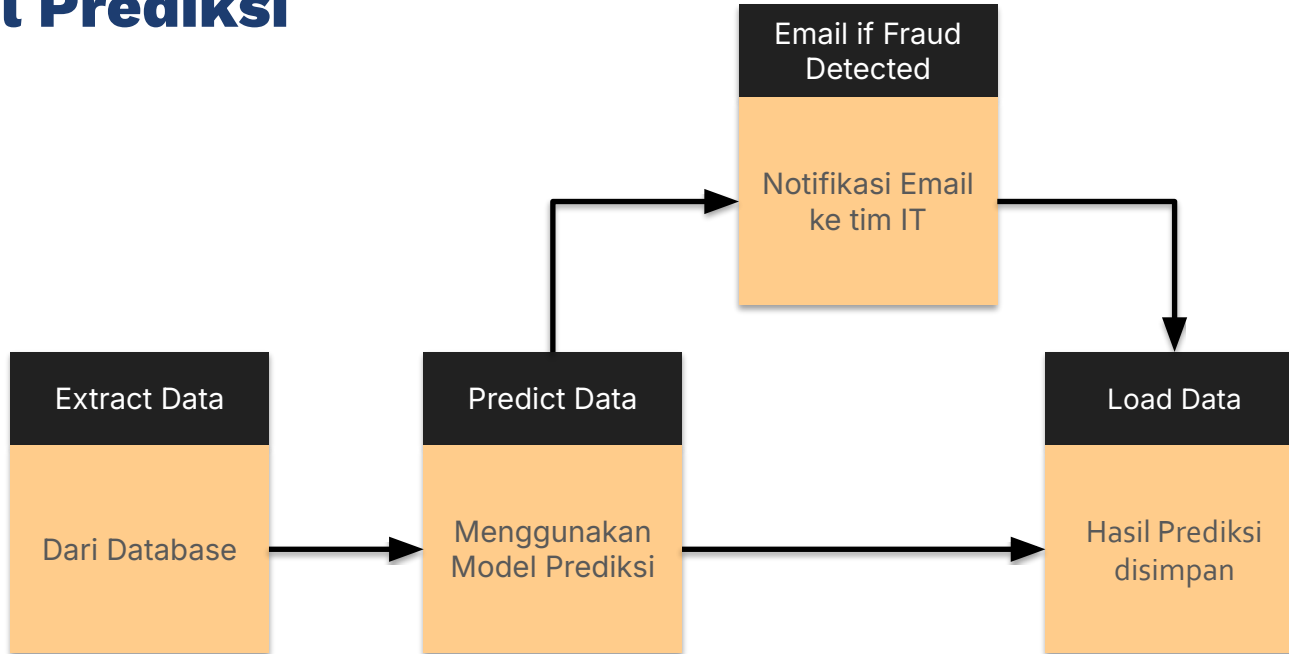 l Prediksi
Email if Fraud
Detected
Notifikasi Email
ke tim IT
Extract Data
Dari Database
Predict Data
Menggunakan
Model Prediksi
Load Data
Hasil Prediksi
disimpan